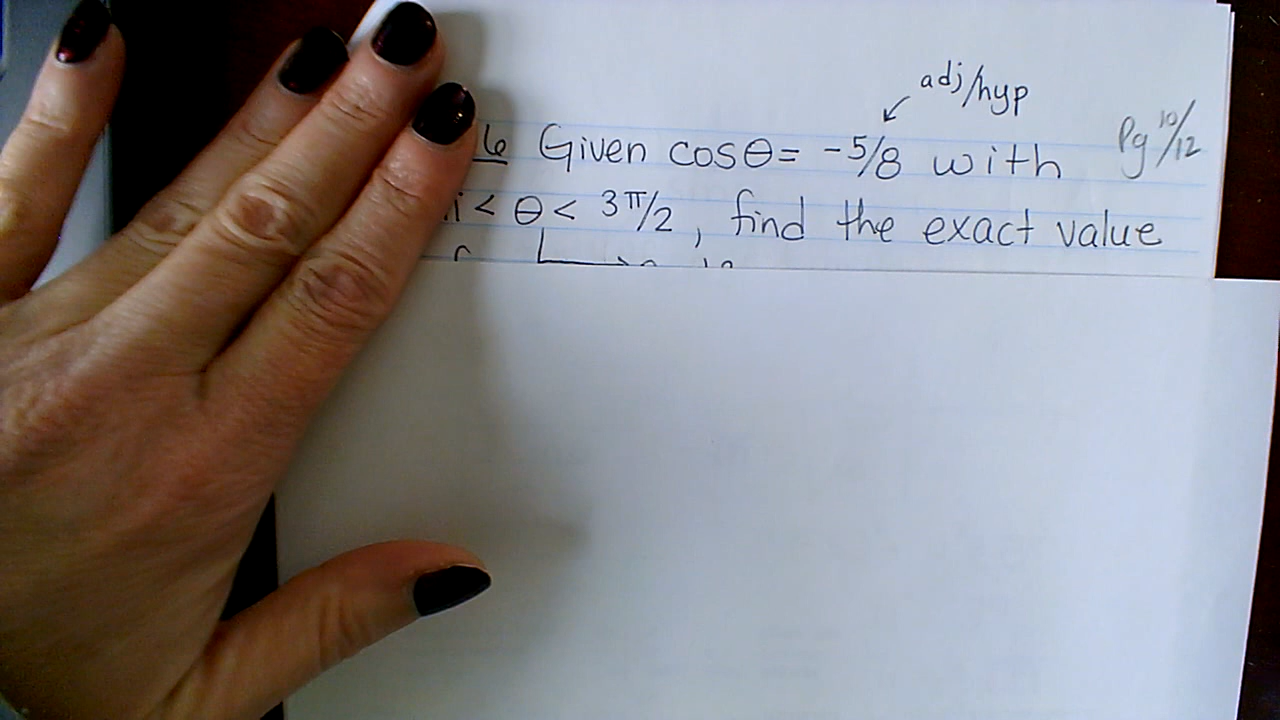 adj/hyp
6 Given cosθ = -5/8 with
< θ < 3π/2, find the exact value
Pg 10/12